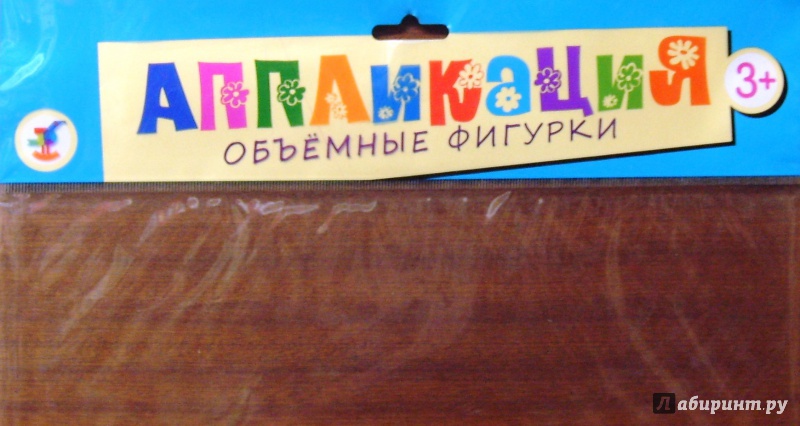 АППЛИКАЦИЯ
ОБЪЁМНЫЕ ФИГУРКИ
3+
Лабиринт.ру